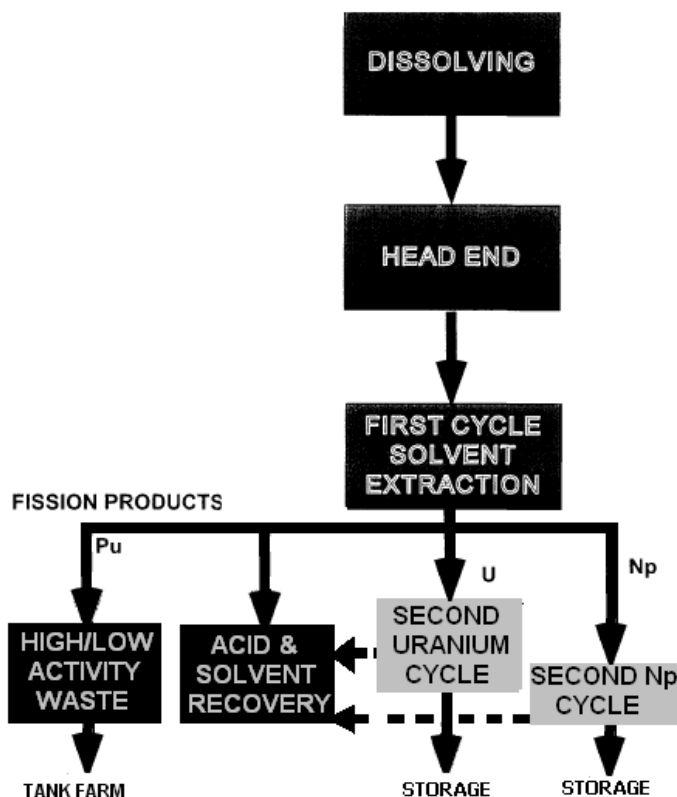 DISSOLVING
HEAD END
FIRST CYCLE
SOLVENT
EXTRACTION
FISSION PRODUCTS
Pu
U
Np
HIGH/LOW
ACTIVITY
WASTE
ACID &
SOLVENT
RECOVERY
SECOND
URANIUM
CYCLE
SECOND Np
CYCLE
TANK FARM
STORAGE
STORAGE